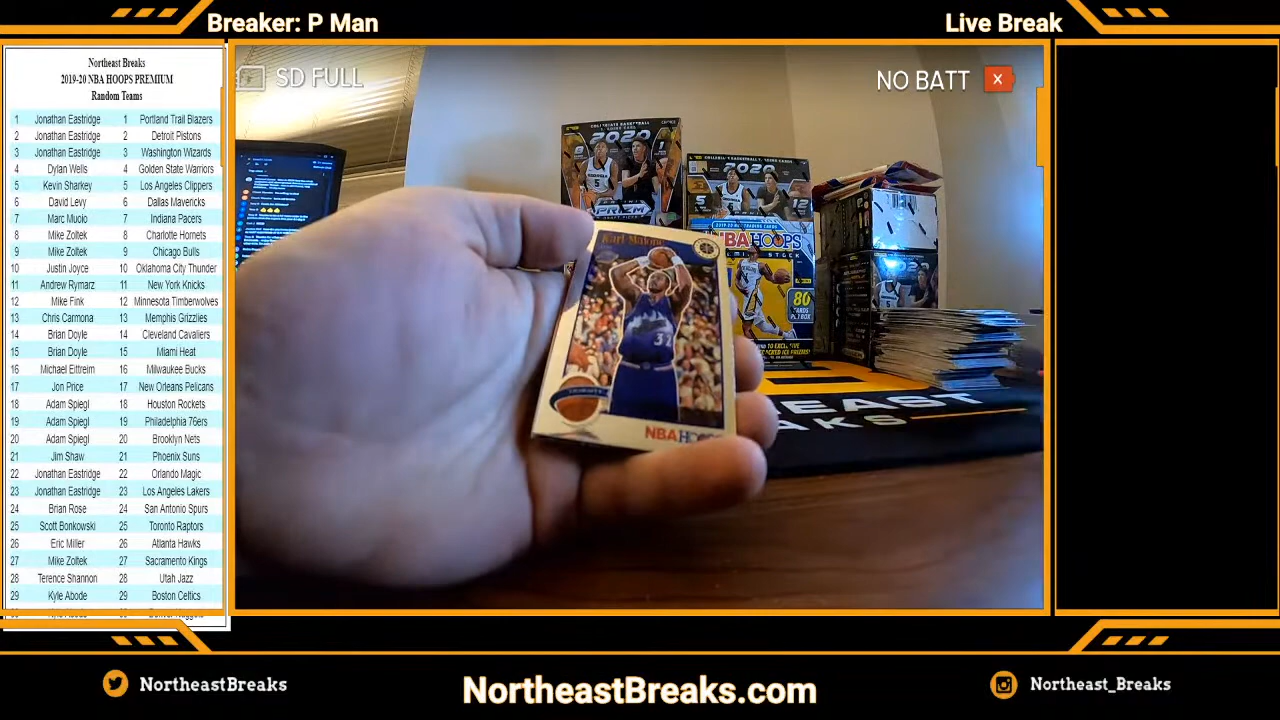 Breaker: P Man
Live Break
Northeast Breaks
2019-20 NBA HOOPS PREMIUM
Random Teams
1 Jonathan Eastridge 1 Portland Trail Blazers
2 Jonathan Eastridge 2 Detroit Pistons
3 Jonathan Eastridge 3 Washington Wizards
4 Dylan Wells 4 Golden State Warriors
5 Kevin Sharkey 5 Los Angeles Clippers
6 David Levy 6 Dallas Mavericks
7 Marc Muoio 7 Indiana Pacers
8 Mike Zoltek 8 Charlotte Hornets
9 Mike Zoltek 9 Chicago Bulls
10 Justin Joyce 10 Oklahoma City Thunder
11 Andrew Rymarz 11 New York Knicks
12 Mike Fink 12 Minnesota Timberwolves
13 Chris Carmona 13 Memphis Grizzlies
14 Brian Doyle 14 Cleveland Cavaliers
15 Brian Doyle 15 Miami Heat
16 Michael Eittreim 16 Milwaukee Bucks
17 Jon Price 17 New Orleans Pelicans
18 Adam Spiegl 18 Houston Rockets
19 Adam Spiegl 19 Philadelphia 76ers
20 Adam Spiegl 20 Brooklyn Nets
21 Jim Shaw 21 Phoenix Suns
22 Jonathan Eastridge 22 Orlando Magic
23 Jonathan Eastridge 23 Los Angeles Lakers
24 Brian Rose 24 San Antonio Spurs
25 Scott Bonkowski 25 Toronto Raptors
26 Eric Miller 26 Atlanta Hawks
27 Mike Zoltek 27 Sacramento Kings
28 Terence Shannon 28 Utah Jazz
29 Kyle Abode 29 Boston Celtics
SD FULL
NO BATT
2020
PRIZM
2020
12
HOOPS
80
CARDS
Karl Malone
32
NBA HOOPS
NortheastBreaks
NortheastBreaks.com
Northeast_Breaks